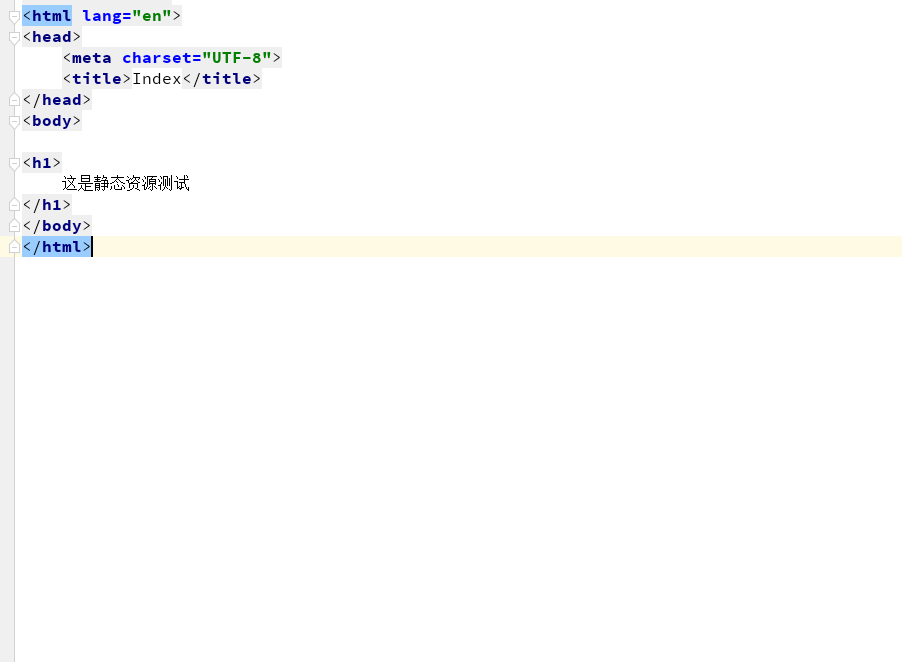 <html lang="en">
<head>
    <meta charset="UTF-8">
    <title>Index</title>
</head>
<body>

<h1>
    这是静态资源测试
</h1>
</body>
</html>